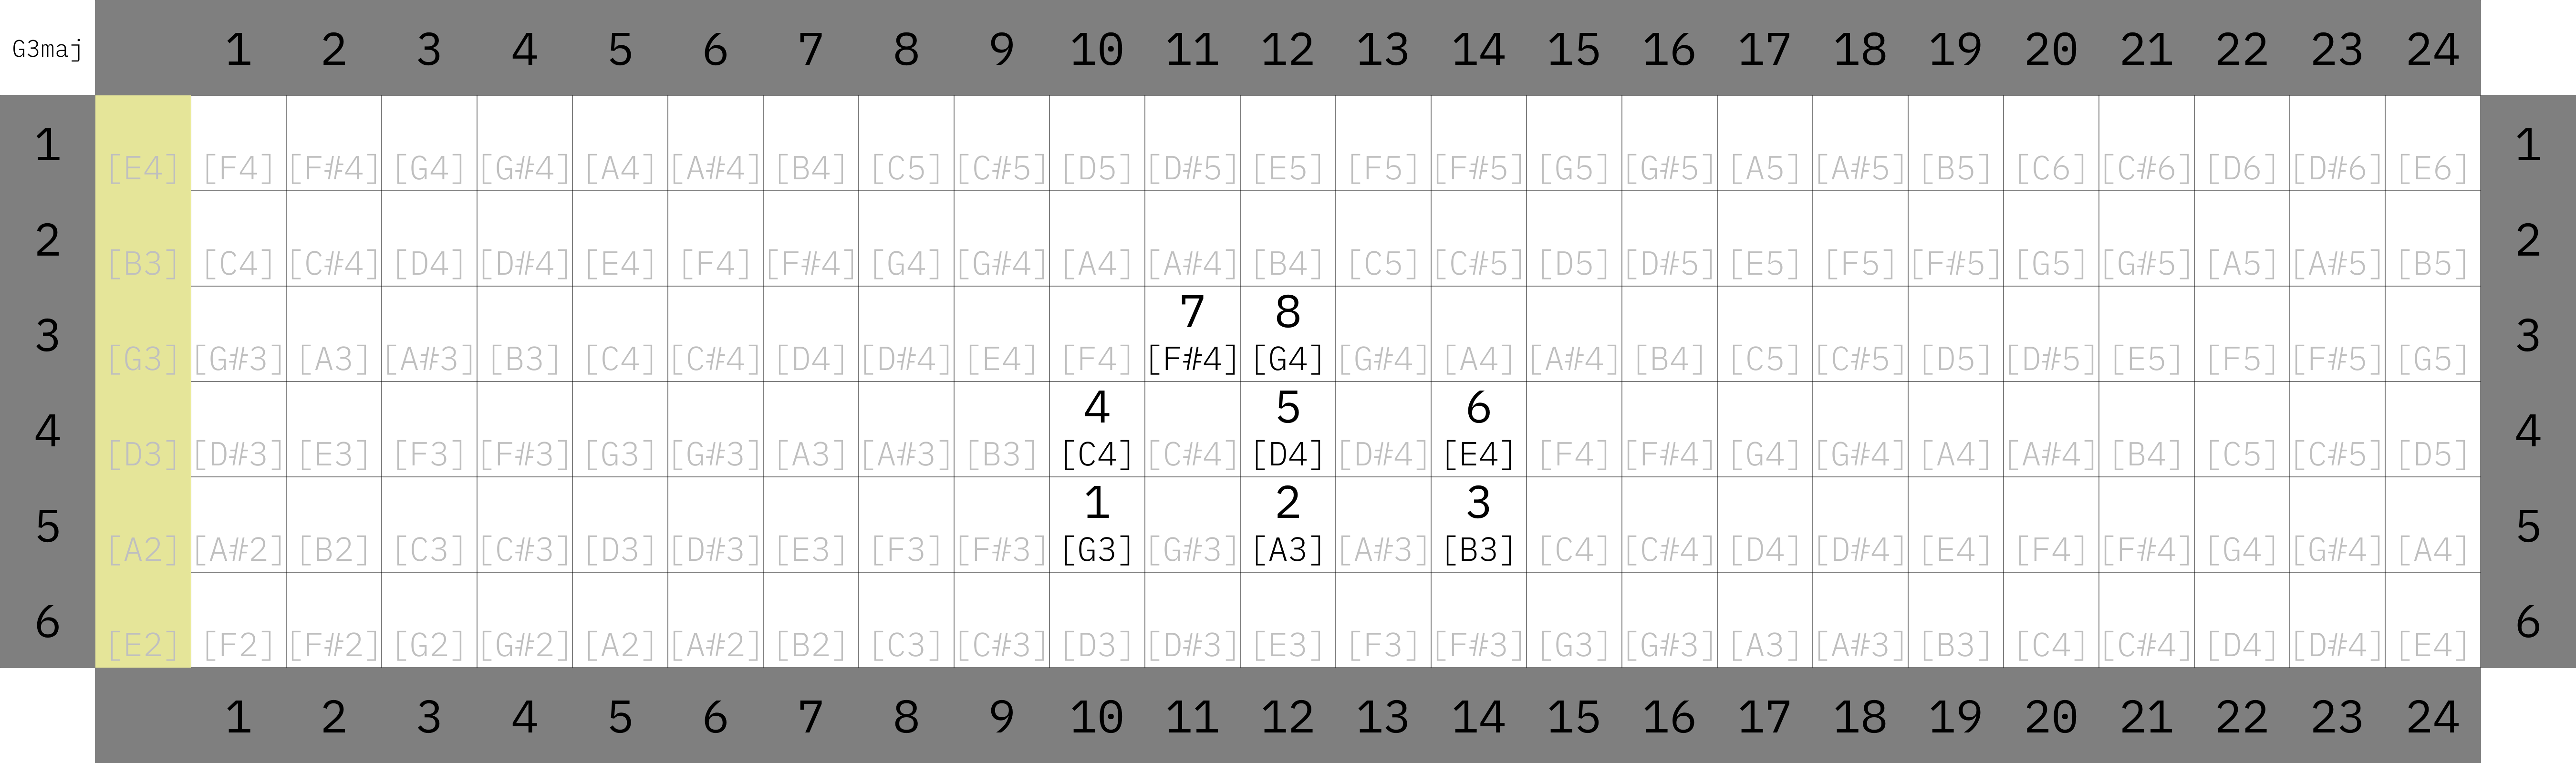 G3maj 1 2 3 4 5 6 7 8 9 10 11 12 13 14 15 16 17 18 19 20 21 22 23 24
1 1
[E4] [F4] [F#4] [G4] [G#4] [A4] [A#4] [B4] [C5] [C#5] [D5] [D#5] [E5] [F5] [F#5] [G5] [G#5] [A5] [A#5] [B5] [C6] [C#6] [D6] [D#6] [E6]
2 2
[B3] [C4] [C#4] [D4] [D#4] [E4] [F4] [F#4] [G4] [G#4] [A4] [A#4] [B4] [C5] [C#5] [D5] [D#5] [E5] [F5] [F#5] [G5] [G#5] [A5] [A#5] [B5]
3 7 8 3
[G3] [G#3] [A3] [A#3] [B3] [C4] [C#4] [D4] [D#4] [E4] [F4] [F#4] [G4] [G#4] [A4] [A#4] [B4] [C5] [C#5] [D5] [D#5] [E5] [F5] [F#5] [G5]
4 4 5 6 4
[D3] [D#3] [E3] [F3] [F#3] [G3] [G#3] [A3] [A#3] [B3] [C4] [C#4] [D4] [D#4] [E4] [F4] [F#4] [G4] [G#4] [A4] [A#4] [B4] [C5] [C#5] [D5]
5 1 2 3 5
[A2] [A#2] [B2] [C3] [C#3] [D3] [D#3] [E3] [F3] [F#3] [G3] [G#3] [A3] [A#3] [B3] [C4] [C#4] [D4] [D#4] [E4] [F4] [F#4] [G4] [G#4] [A4]
6 6
[E2] [F2] [F#2] [G2] [G#2] [A2] [A#2] [B2] [C3] [C#3] [D3] [D#3] [E3] [F3] [F#3] [G3] [G#3] [A3] [A#3] [B3] [C4] [C#4] [D4] [D#4] [E4]
1 2 3 4 5 6 7 8 9 10 11 12 13 14 15 16 17 18 19 20 21 22 23 24